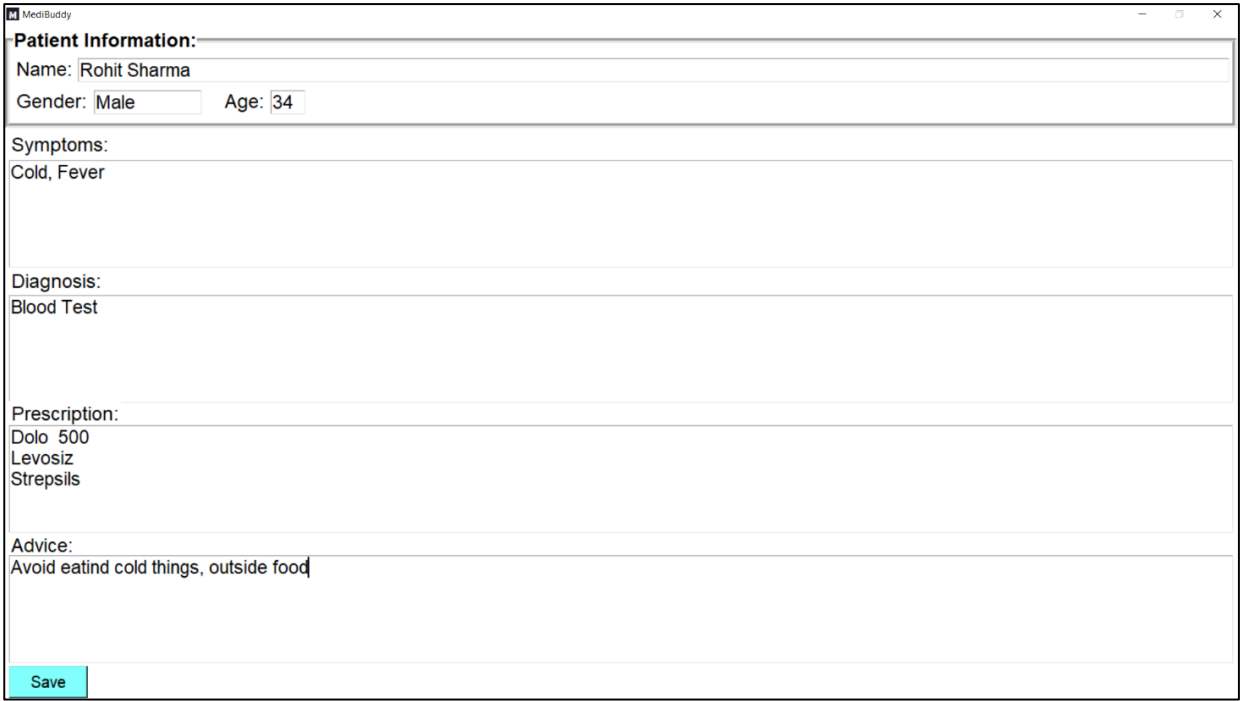 MediBuddy
Patient Information:
Name: Rohit Sharma
Gender: Male Age: 34
Symptoms:
Cold, Fever
Diagnosis:
Blood Test
Prescription:
Dolo 500
Levosiz
Strepsils
Advice:
Avoid eatind cold things, outside food
Save